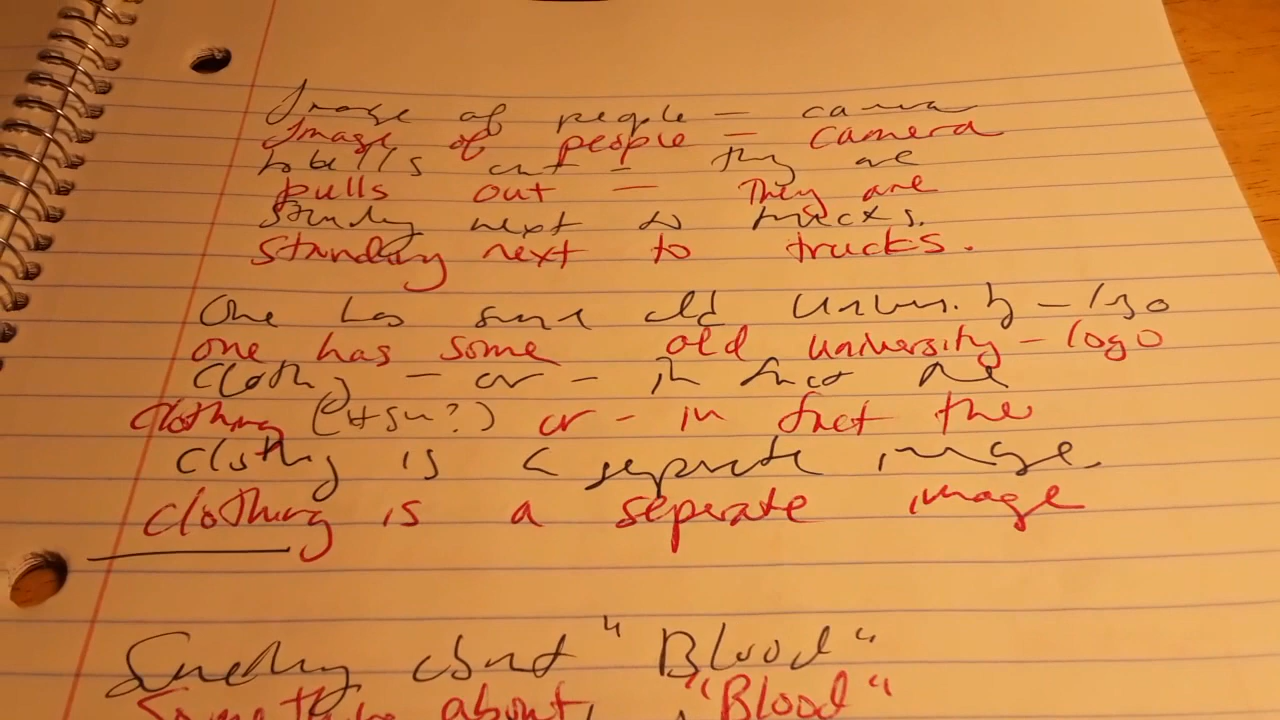 Image of people - camera
Image of people - camera
pulls out - they are
pulls out - They are
standing next to trucks.
standing next to trucks.
One has some old university - logo
one has some old university - logo
clothing - or - in fact the
clothing ( ) or - in fact the
clothing is a separate image.
clothing is a separate image
Something about "Blood"
Something about "Blood"